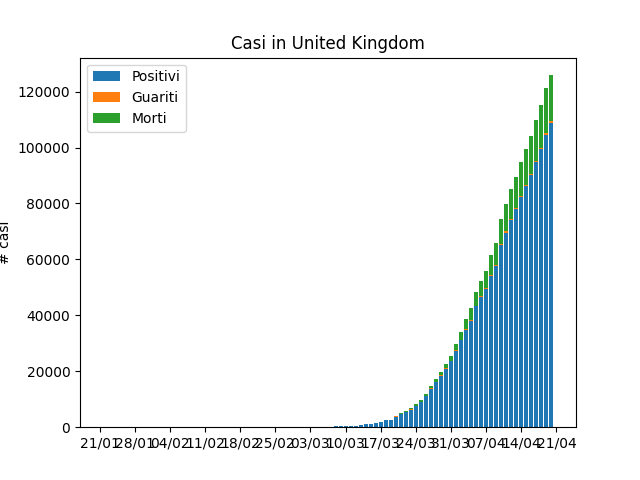 Casi in United Kingdom
Positivi
Guariti
Morti
120000
100000
80000
60000
40000
20000
0
# casi
21/01 28/01 04/02 11/02 18/02 25/02 03/03 10/03 17/03 24/03 31/03 07/04 14/04 21/04